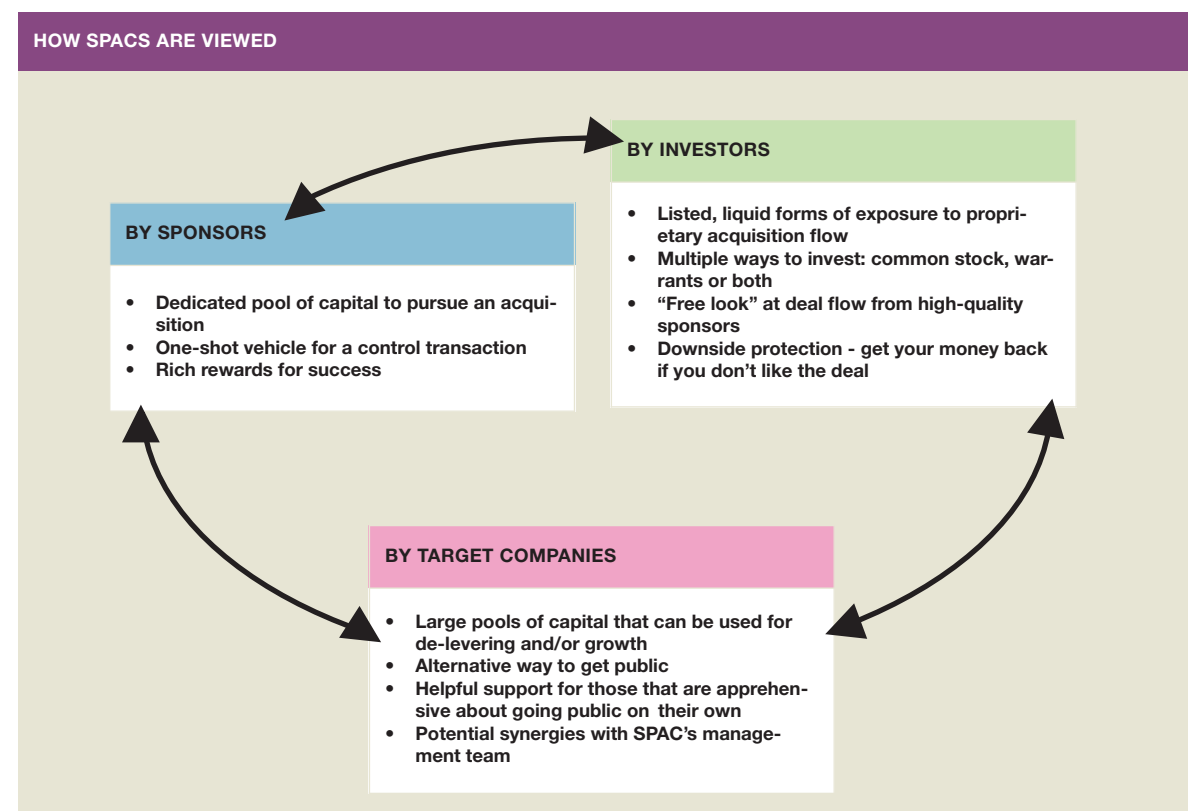 HOW SPACS ARE VIEWED
BY SPONSORS
• Dedicated pool of capital to pursue an acqui-
sition
• One-shot vehicle for a control transaction
• Rich rewards for success
BY INVESTORS
• Listed, liquid forms of exposure to propri-
etary acquisition flow
• Multiple ways to invest: common stock, war-
rants or both
• “Free look” at deal flow from high-quality
sponsors
• Downside protection - get your money back
if you don’t like the deal
BY TARGET COMPANIES
• Large pools of capital that can be used for
de-levering and/or growth
• Alternative way to get public
• Helpful support for those that are apprehen-
sive about going public on their own
• Potential synergies with SPAC’s manage-
ment team